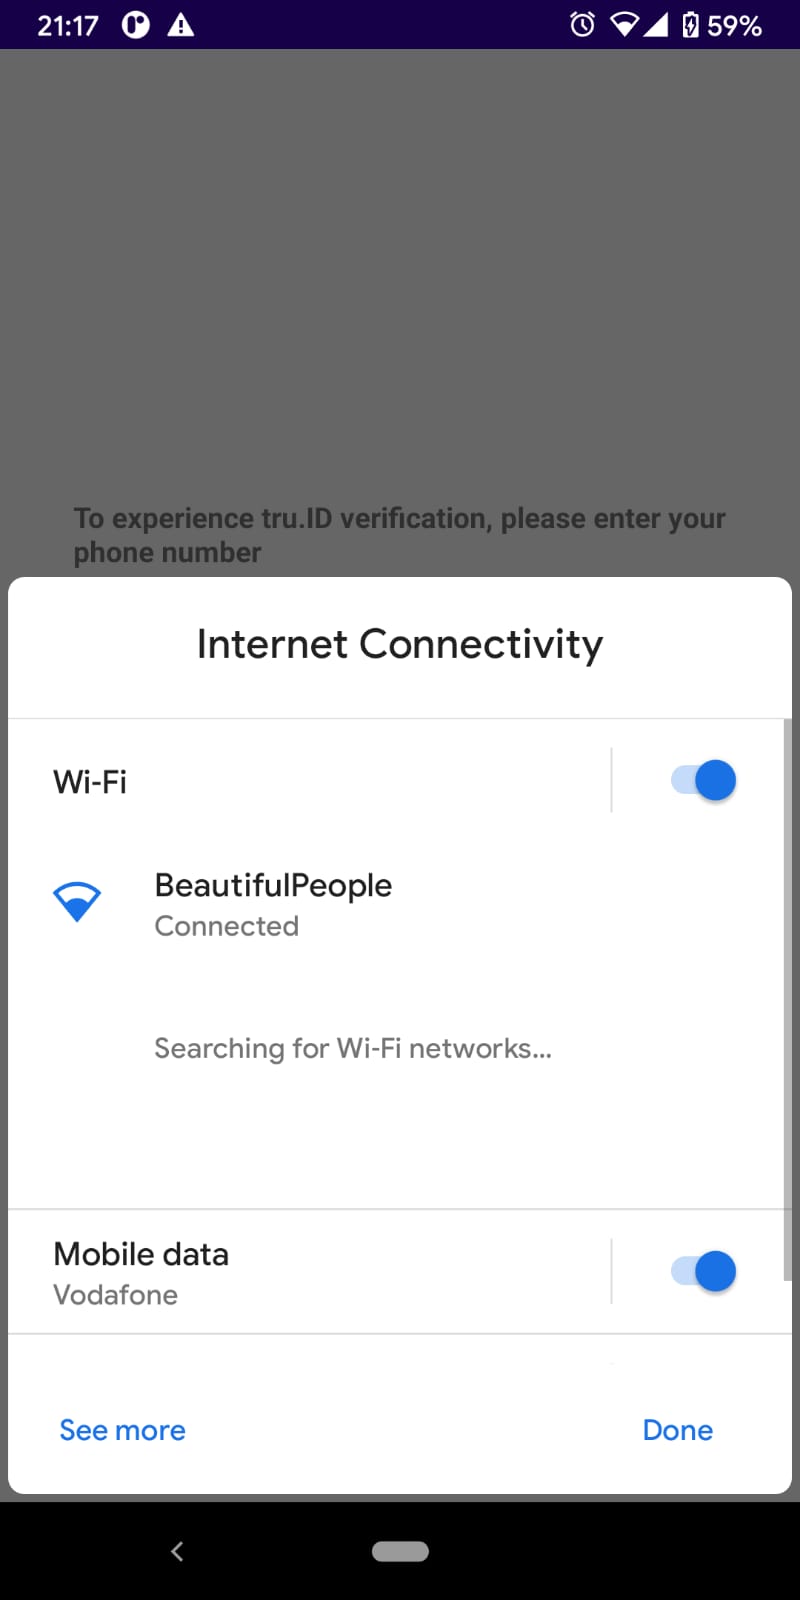 21:17
59%
To experience tru.ID verification, please enter your
phone number
Internet Connectivity
Wi-Fi
BeautifulPeople
Connected
Searching for Wi-Fi networks...
Mobile data
Vodafone
See more
Done